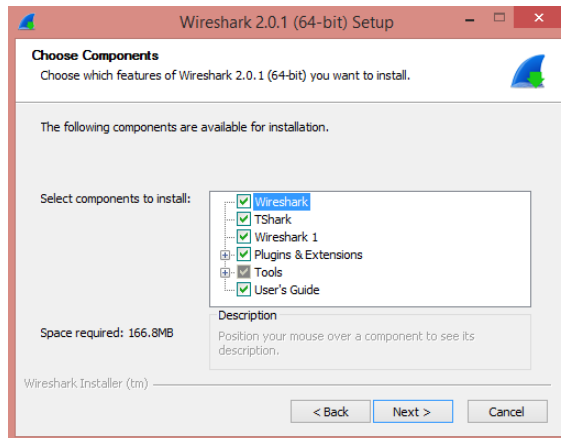 Wireshark 2.0.1 (64-bit) Setup
Choose Components
Choose which features of Wireshark 2.0.1 (64-bit) you want to install.
The following components are available for installation.
Select components to install:
Wireshark
TShark
Wireshark 1
Plugins & Extensions
Tools
User's Guide
Space required: 166.8MB
Description
Position your mouse over a component to see its
description.
Wireshark Installer (tm)
< Back
Next >
Cancel